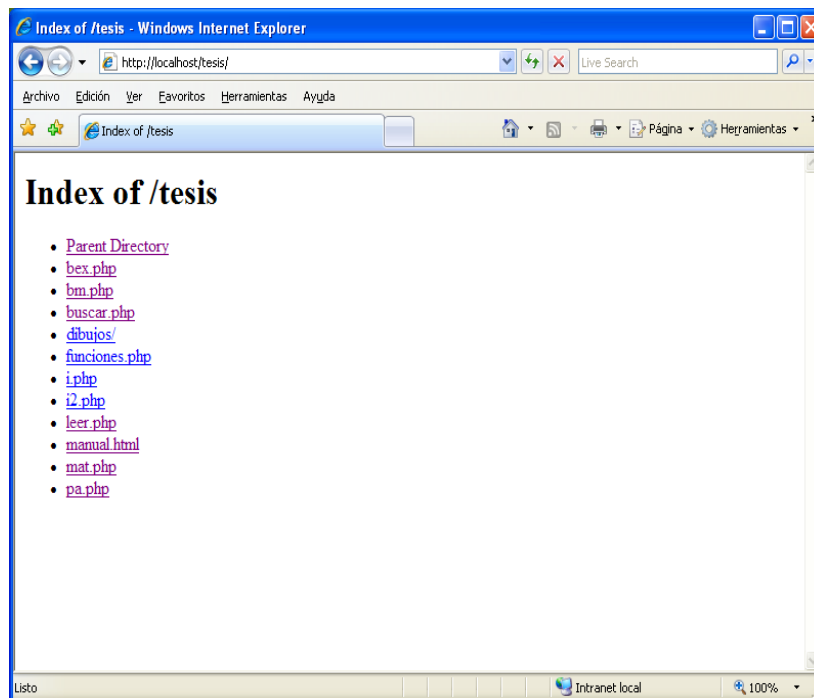 Index of /tesis - Windows Internet Explorer
http://localhost/tesis/
Live Search
Archivo Edición Ver Favoritos Herramientas Ayuda
Index of /tesis
Página Herramientas
Index of /tesis
Parent Directory
bex.php
bm.php
buscar.php
dibujos/
funciones.php
i.php
i2.php
leer.php
manual.html
mat.php
pa.php
Listo Intranet local 100%